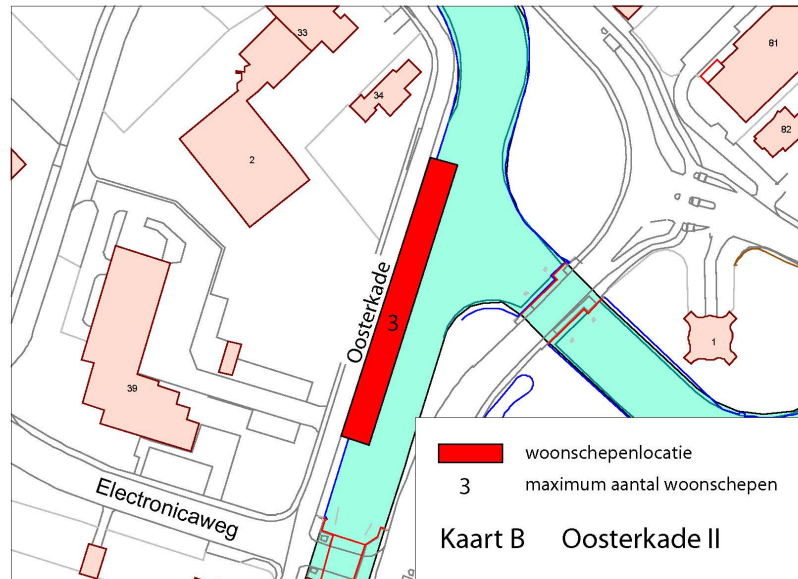 33
81
34
82
2
Oosterkade
3
1
39
Electronicaweg
woonschepenlocatie
3 maximum aantal woonschepen
Kaart B Oosterkade II